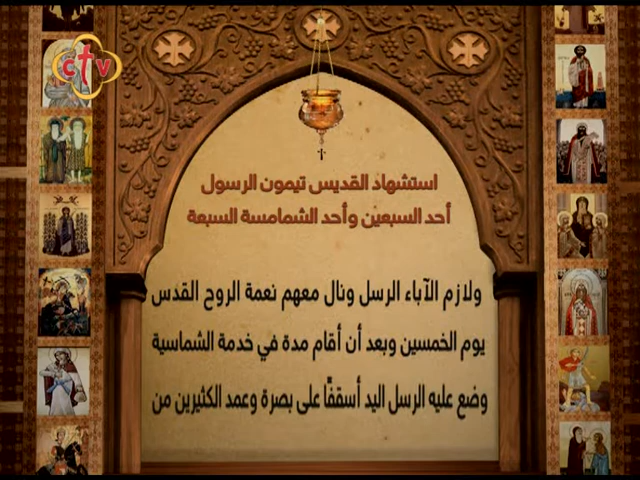 CTV
استشهاد القديس تيمون الرسول
أحد السبعين وأحد الشمامسة السبعة
ولازم الآباء الرسل ونال معهم نعمة الروح القدس
يوم الخمسين وبعد أن أقام مدة في خدمة الشماسية
وضع عليه الرسل اليد أسقفًا على بصرة وعمد الكثيرين من